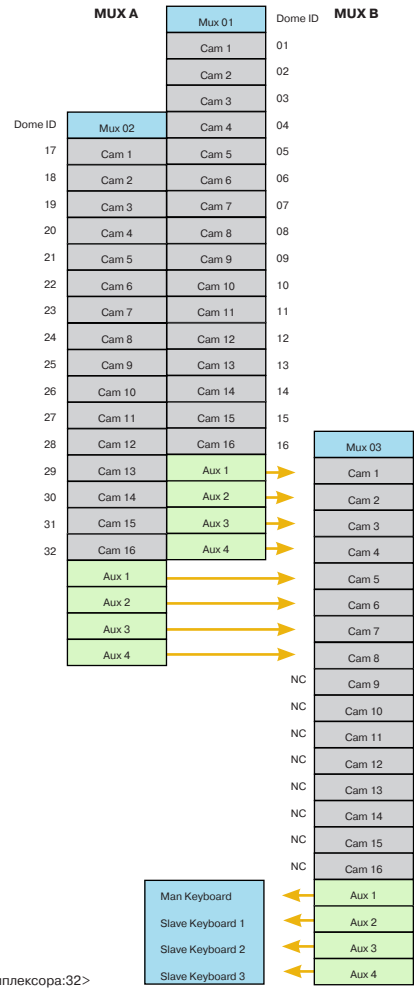 MUX A
Mux 01
Dome ID
MUX B
Cam 1
01
Cam 2
02
Cam 3
03
Dome ID
Mux 02
Cam 4
04
17
Cam 1
Cam 5
05
18
Cam 2
Cam 6
06
19
Cam 3
Cam 7
07
20
Cam 4
Cam 8
08
21
Cam 5
Cam 9
09
22
Cam 6
Cam 10
10
23
Cam 7
Cam 11
11
24
Cam 8
Cam 12
12
25
Cam 9
Cam 13
13
26
Cam 10
Cam 14
14
27
Cam 11
Cam 15
15
28
Cam 12
Cam 16
16
Mux 03
29
Cam 13
Aux 1
Cam 1
30
Cam 14
Aux 2
Cam 2
31
Cam 15
Aux 3
Cam 3
32
Cam 16
Aux 4
Cam 4
Aux 1
Cam 5
Aux 2
Cam 6
Aux 3
Cam 7
Aux 4
Cam 8
NC
Cam 9
NC
Cam 10
NC
Cam 11
NC
Cam 12
NC
Cam 13
NC
Cam 14
NC
Cam 15
NC
Cam 16
Man Keyboard
Aux 1
Slave Keyboard 1
Aux 2
Slave Keyboard 2
Aux 3
Slave Keyboard 3
Aux 4
плексора:32>